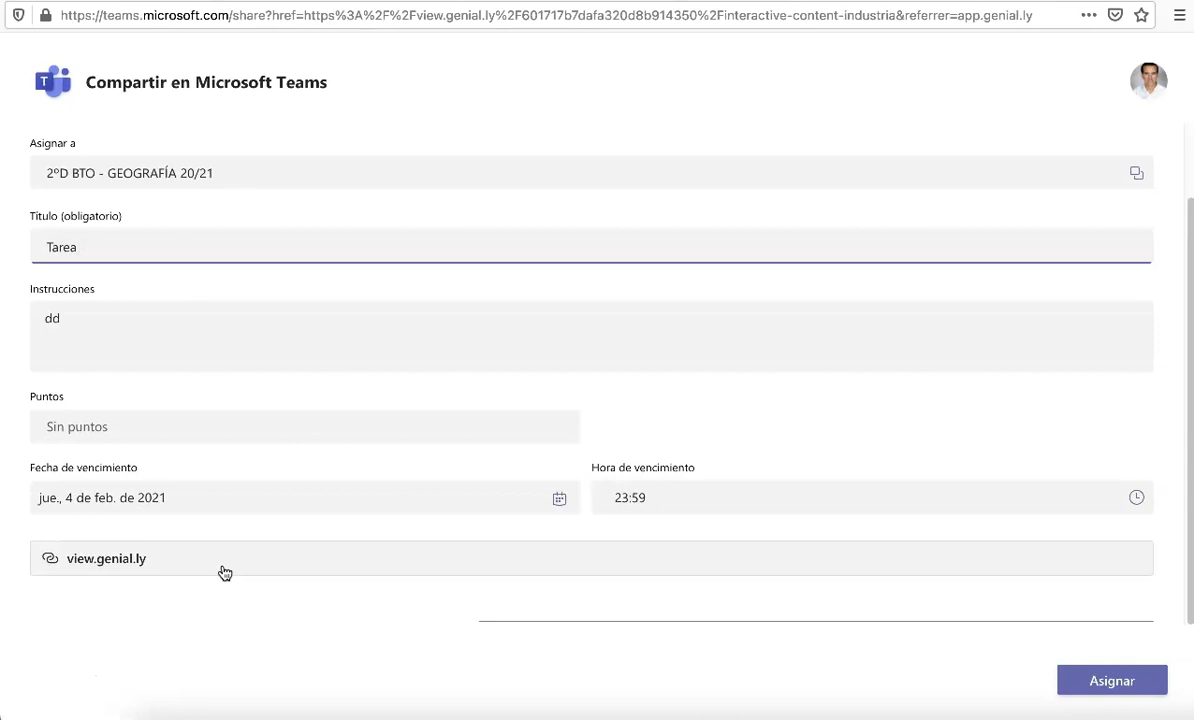 https://teams.microsoft.com/share?href=https%3A%2F%2Fview.genial.ly%2F601717b7dafa320d8b914350%2Finteractive-content-industria&referrer=app.genial.ly
T
Compartir en Microsoft Teams
Asignar a
2ºD BTO - GEOGRAFÍA 20/21
Título (obligatorio)
Tarea
Instrucciones
dd
Puntos
Sin puntos
Fecha de vencimiento
Hora de vencimiento
jue., 4 de feb. de 2021
23:59
view.genial.ly
Asignar